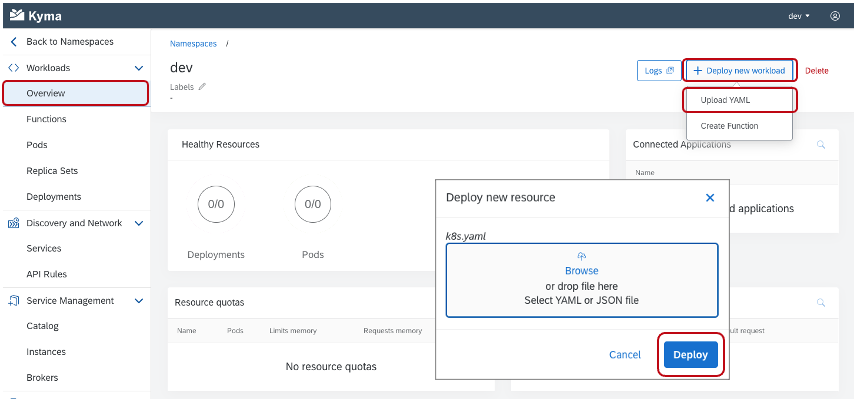 Kyma
dev
Back to Namespaces
Workloads
Overview
Functions
Pods
Replica Sets
Deployments
Discovery and Network
Services
API Rules
Service Management
Catalog
Instances
Brokers
Namespaces /
dev
Labels
-
Logs
+ Deploy new workload
Delete
Upload YAML
Create Function
Healthy Resources
0/0
0/0
Deployments
Pods
Connected Applications
Name
d applications
Resource quotas
Name Pods Limits memory Requests memory
No resource quotas
ult request
Deploy new resource
k8s.yaml
Browse
or drop file here
Select YAML or JSON file
Cancel
Deploy